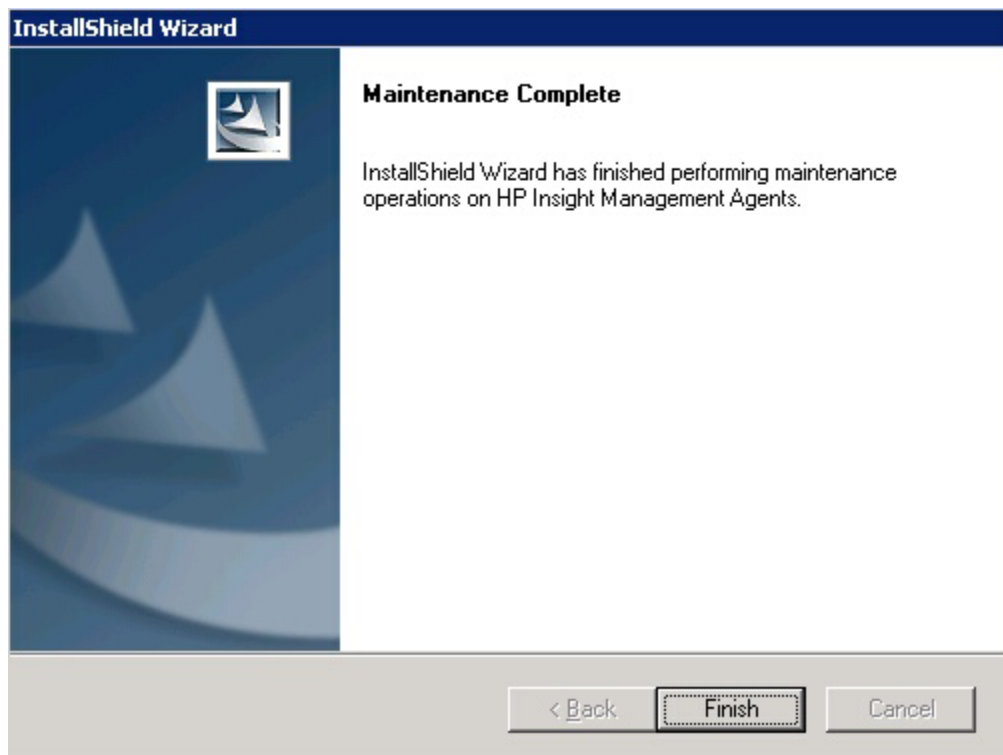 InstallShield Wizard
Maintenance Complete
InstallShield Wizard has finished performing maintenance
operations on HP Insight Management Agents.
< Back
Finish
Cancel